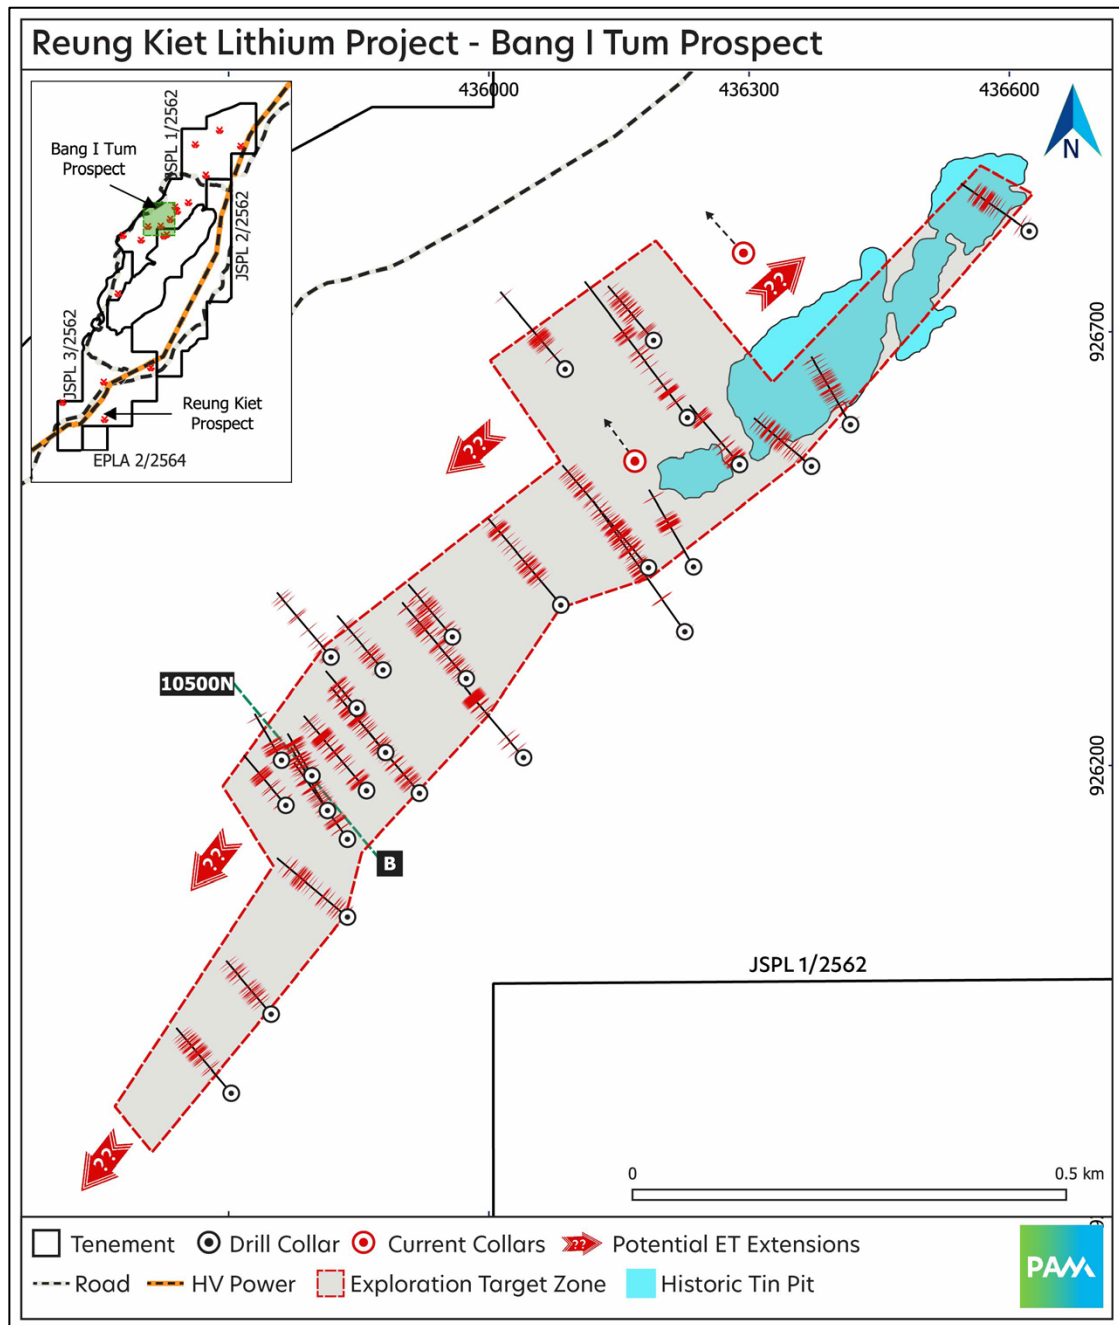 Reung Kiet Lithium Project - Bang I Tum Prospect
436000
436300
436600
JSPL 1/2562
Bang I Tum
Prospect
JSPL 2/2562
JSPL 3/2562
Reung Kiet
Prospect
EPLA 2/2564
N
??
926700
??
10500N
926200
??
B
JSPL 1/2562
??
0
0.5 km
Tenement
Drill Collar
Current Collars
??
Potential ET Extensions
Road
HV Power
Exploration Target Zone
Historic Tin Pit
PAM